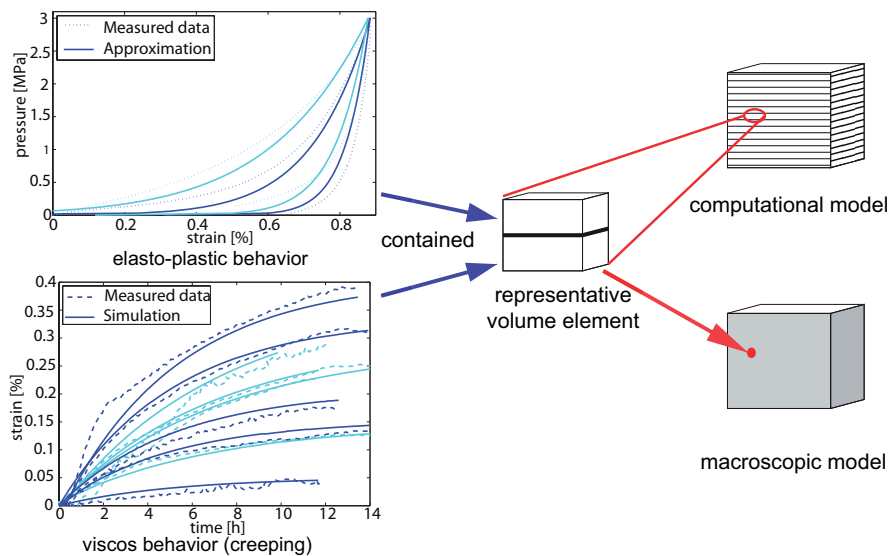 3
2.5
2
1.5
1
0.5
0
pressure [MPa]
Measured data
Approximation
0 0.2 0.4 0.6 0.8
strain [%]
elasto-plastic behavior
0.4
0.35
0.3
0.25
0.2
0.15
0.1
0.05
0
strain [%]
Measured data
Simulation
0 2 4 6 8 10 12 14
time [h]
viscos behavior (creeping)
contained
representative
volume element
computational model
macroscopic model